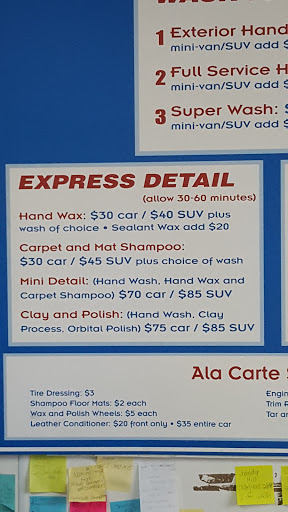 1 Exterior Hand
mini-van/SUV add $
2 Full Service H
mini-van/SUV add $
3 Super Wash: $
mini-van/SUV add $
EXPRESS DETAIL
(allow 30-60 minutes)
Hand Wax: $30 car / $40 SUV plus
wash of choice • Sealant Wax add $20
Carpet and Mat Shampoo:
$30 car / $45 SUV plus choice of wash
Mini Detail: (Hand Wash, Hand Wax and
Carpet Shampoo) $70 car / $85 SUV
Clay and Polish: (Hand Wash, Clay
Process, Orbital Polish) $75 car / $85 SUV
Ala Carte
Tire Dressing: $3
Shampoo Floor Mats: $2 each
Wax and Polish Wheels: $5 each
Leather Conditioner: $20 front only • $35 entire car
Engin
Trim R
Tar a